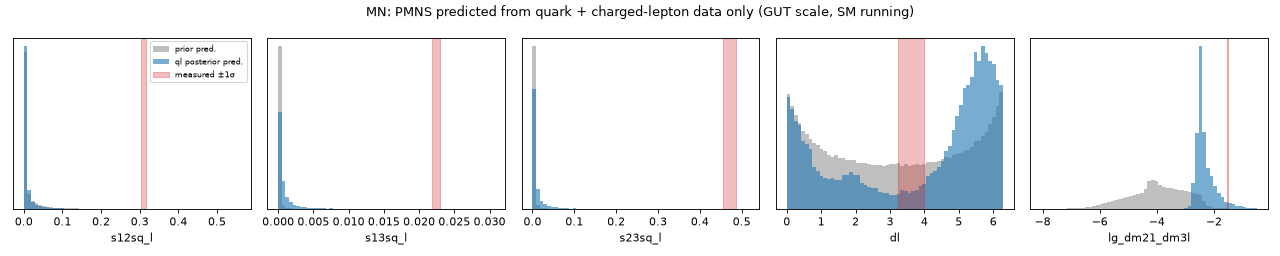 MN: PMNS predicted from quark + charged-lepton data only (GUT scale, SM running)
prior pred.
ql posterior pred.
measured ±1σ
0.0 0.1 0.2 0.3 0.4 0.5
s12sq_l
0.000 0.005 0.010 0.015 0.020 0.025 0.030
s13sq_l
0.0 0.1 0.2 0.3 0.4 0.5
s23sq_l
0 1 2 3 4 5 6
dl
−8 −6 −4 −2
lg_dm21_dm3l